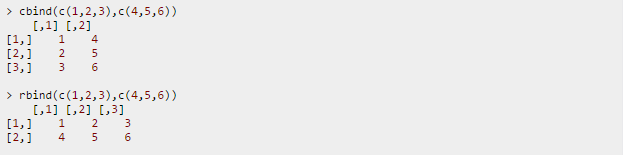 > cbind(c(1,2,3),c(4,5,6))
     [,1] [,2]
[1,]    1    4
[2,]    2    5
[3,]    3    6
> rbind(c(1,2,3),c(4,5,6))
     [,1] [,2] [,3]
[1,]    1    2    3
[2,]    4    5    6